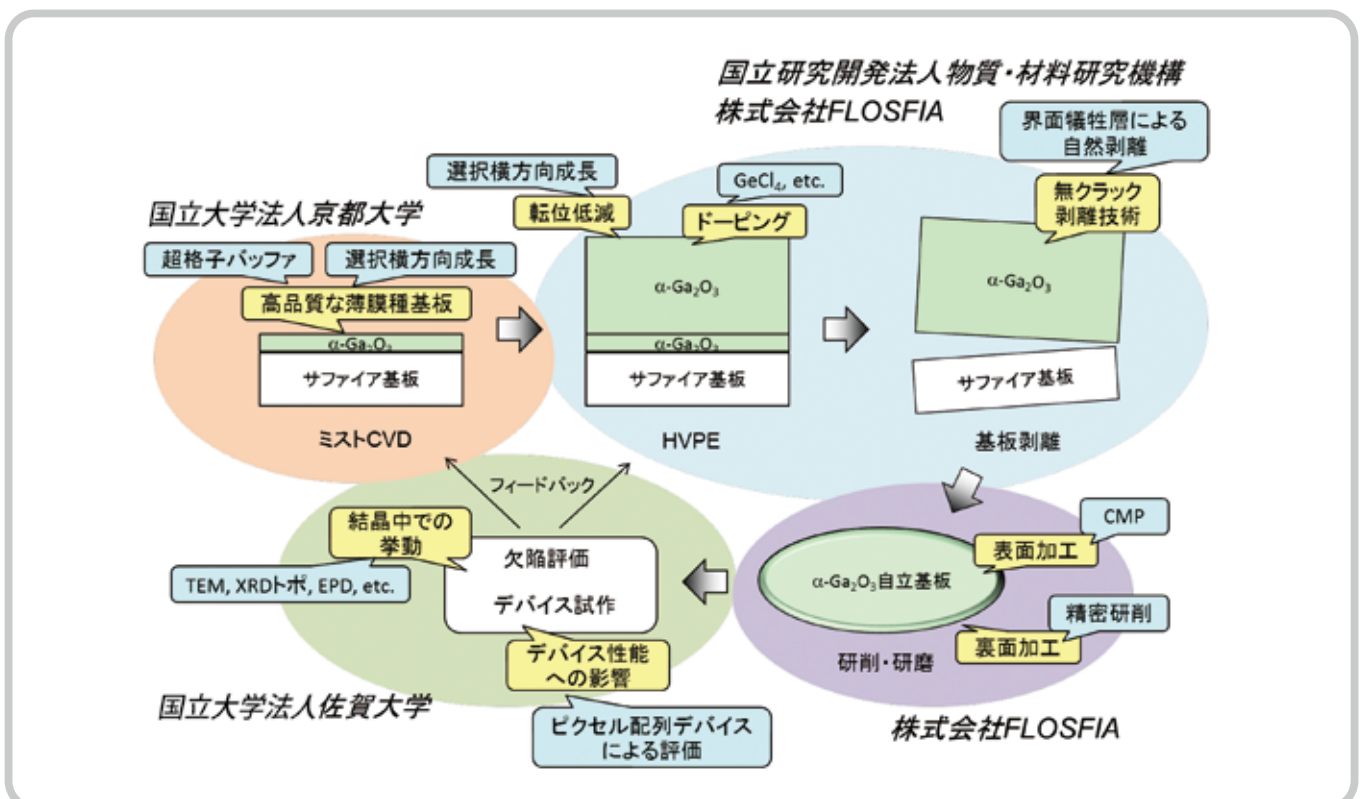 国立研究開発法人物質・材料研究機構
株式会社FLOSFIA
界面犠牲層による
自然剥離
無クラック
剥離技術
α-Ga₂O₃
サファイア基板
基板剥離
選択横方向成長
転位低減
GeCl₄, etc.
ドーピング
α-Ga₂O₃
α-Ga₂O₃
サファイア基板
HVPE
国立大学法人京都大学
超格子バッファ
選択横方向成長
高品質な薄膜種基板
α-Ga₂O₃
サファイア基板
ミストCVD
フィードバック
結晶中での
挙動
TEM, XRDトポ, EPD, etc.
欠陥評価
デバイス試作
デバイス性能
への影響
ピクセル配列デバイス
による評価
国立大学法人佐賀大学
CMP
表面加工
α-Ga₂O₃自立基板
精密研削
裏面加工
研削・研磨
株式会社FLOSFIA